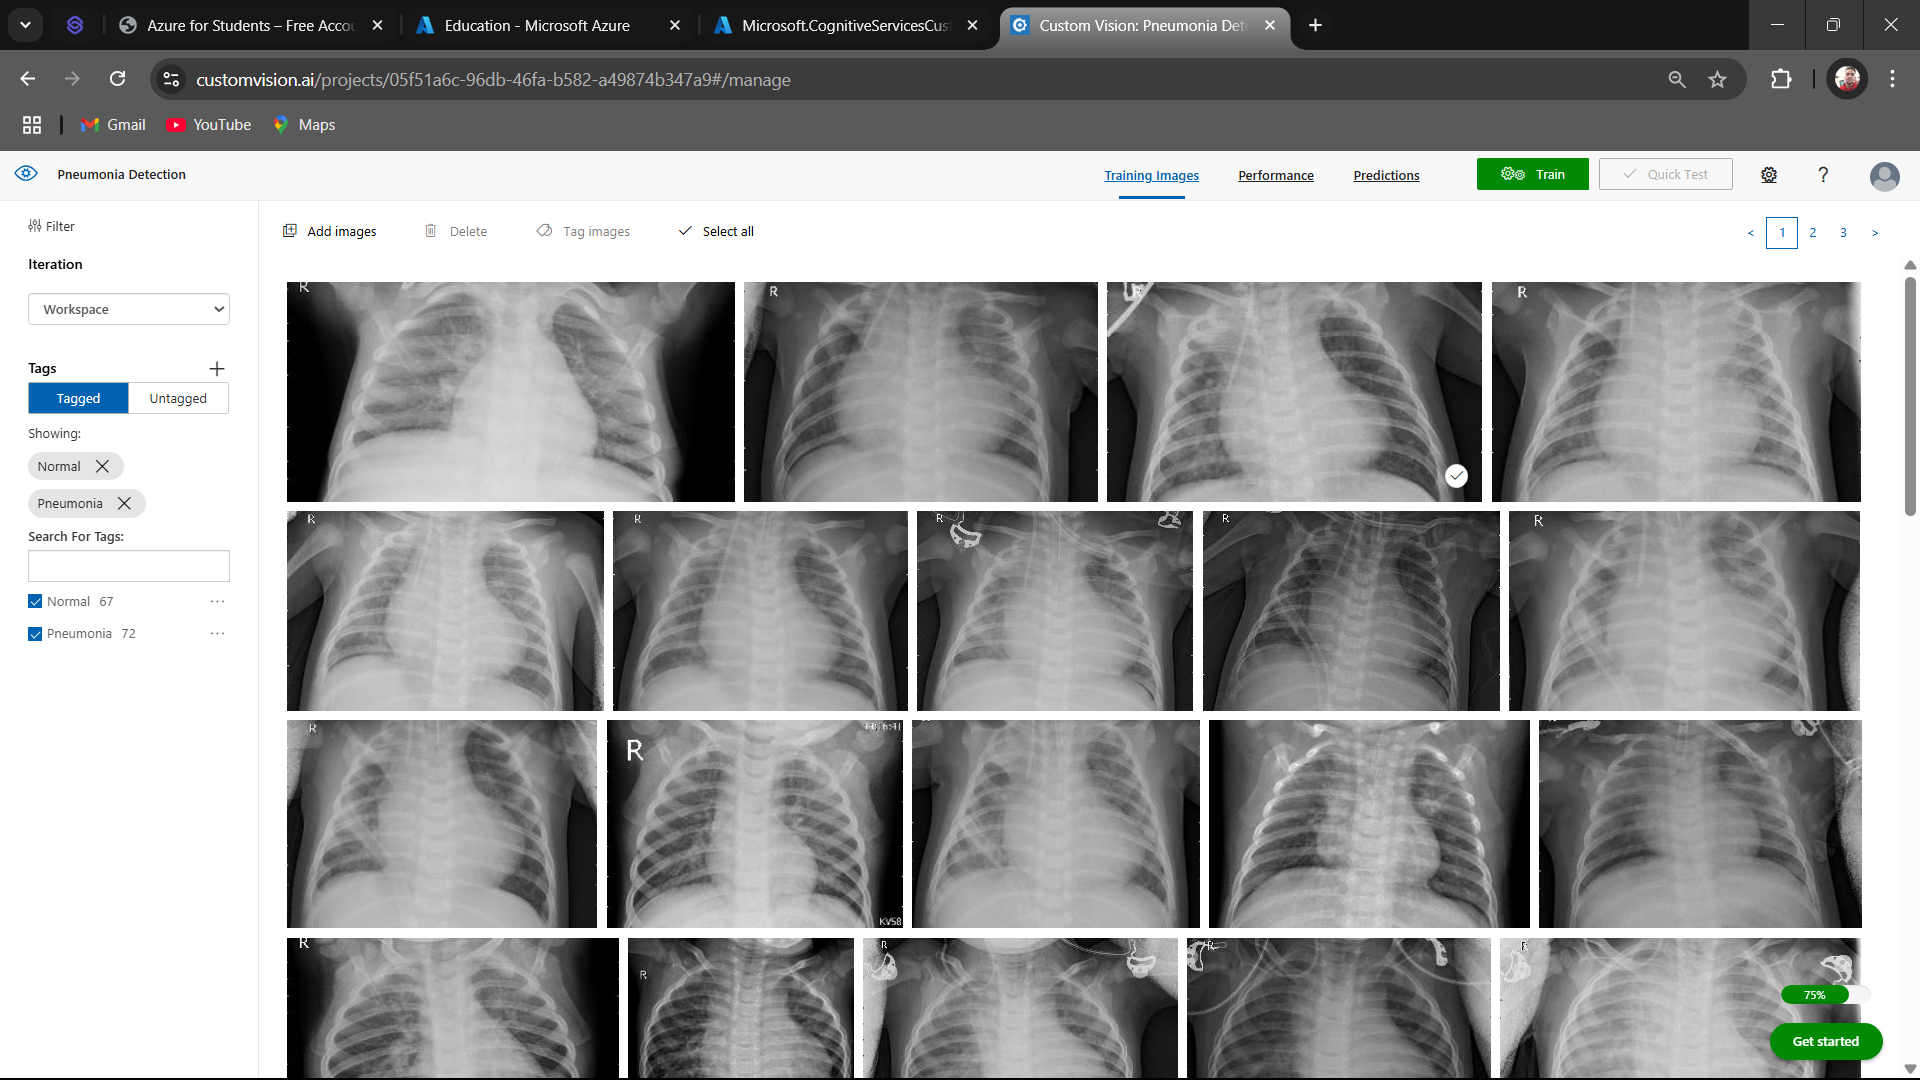 Azure for Students – Free Accou
Education - Microsoft Azure
Microsoft.CognitiveServicesCus
Custom Vision: Pneumonia Det
customvision.ai/projects/05f51a6c-96db-46fa-b582-a49874b347a9#/manage
Gmail
YouTube
Maps
Pneumonia Detection
Training Images
Performance
Predictions
Train
Quick Test
?
Filter
Add images
Delete
Tag images
Select all
< 1 2 3 >
Iteration
Workspace
Tags
Tagged
Untagged
Showing:
Normal
Pneumonia
Search For Tags:
Normal 67
Pneumonia 72
R
R
R
R
R
R
R
R
R
R
R
KV58
R
R
R
R
R
75%
Get started